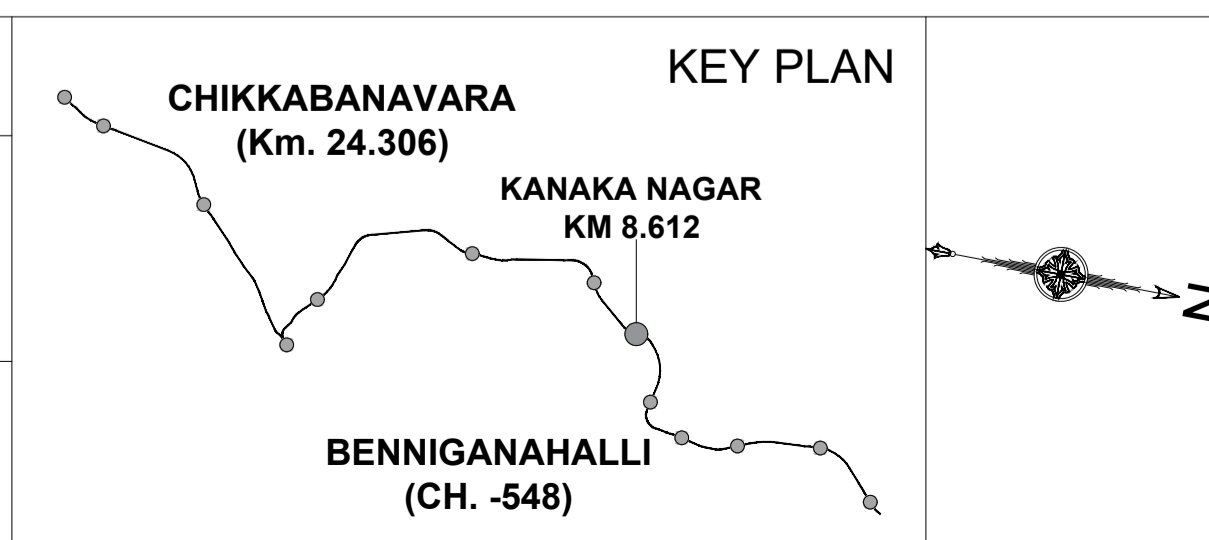 KEY PLAN
CHIKKABANAVARA
(Km. 24.306)
KANAKA NAGAR
KM 8.612
N
BENNIGANAHALLI
(CH. -548)